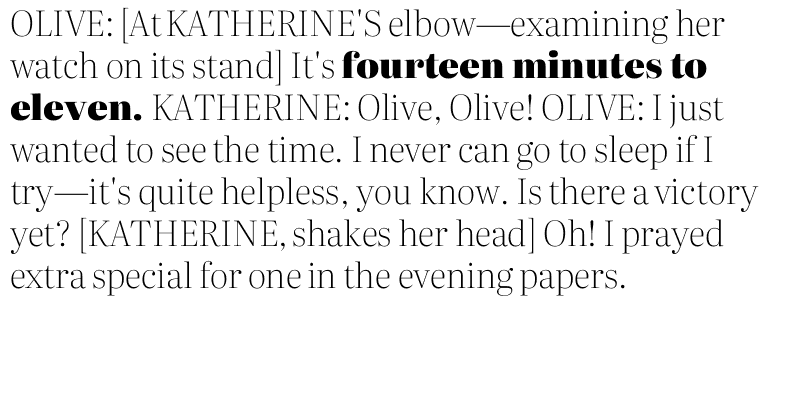 OLIVE: [At KATHERINE'S elbow—examining her
watch on its stand] It's fourteen minutes to
eleven. KATHERINE: Olive, Olive! OLIVE: I just
wanted to see the time. I never can go to sleep if I
try—it's quite helpless, you know. Is there a victory
yet? [KATHERINE, shakes her head] Oh! I prayed
extra special for one in the evening papers.